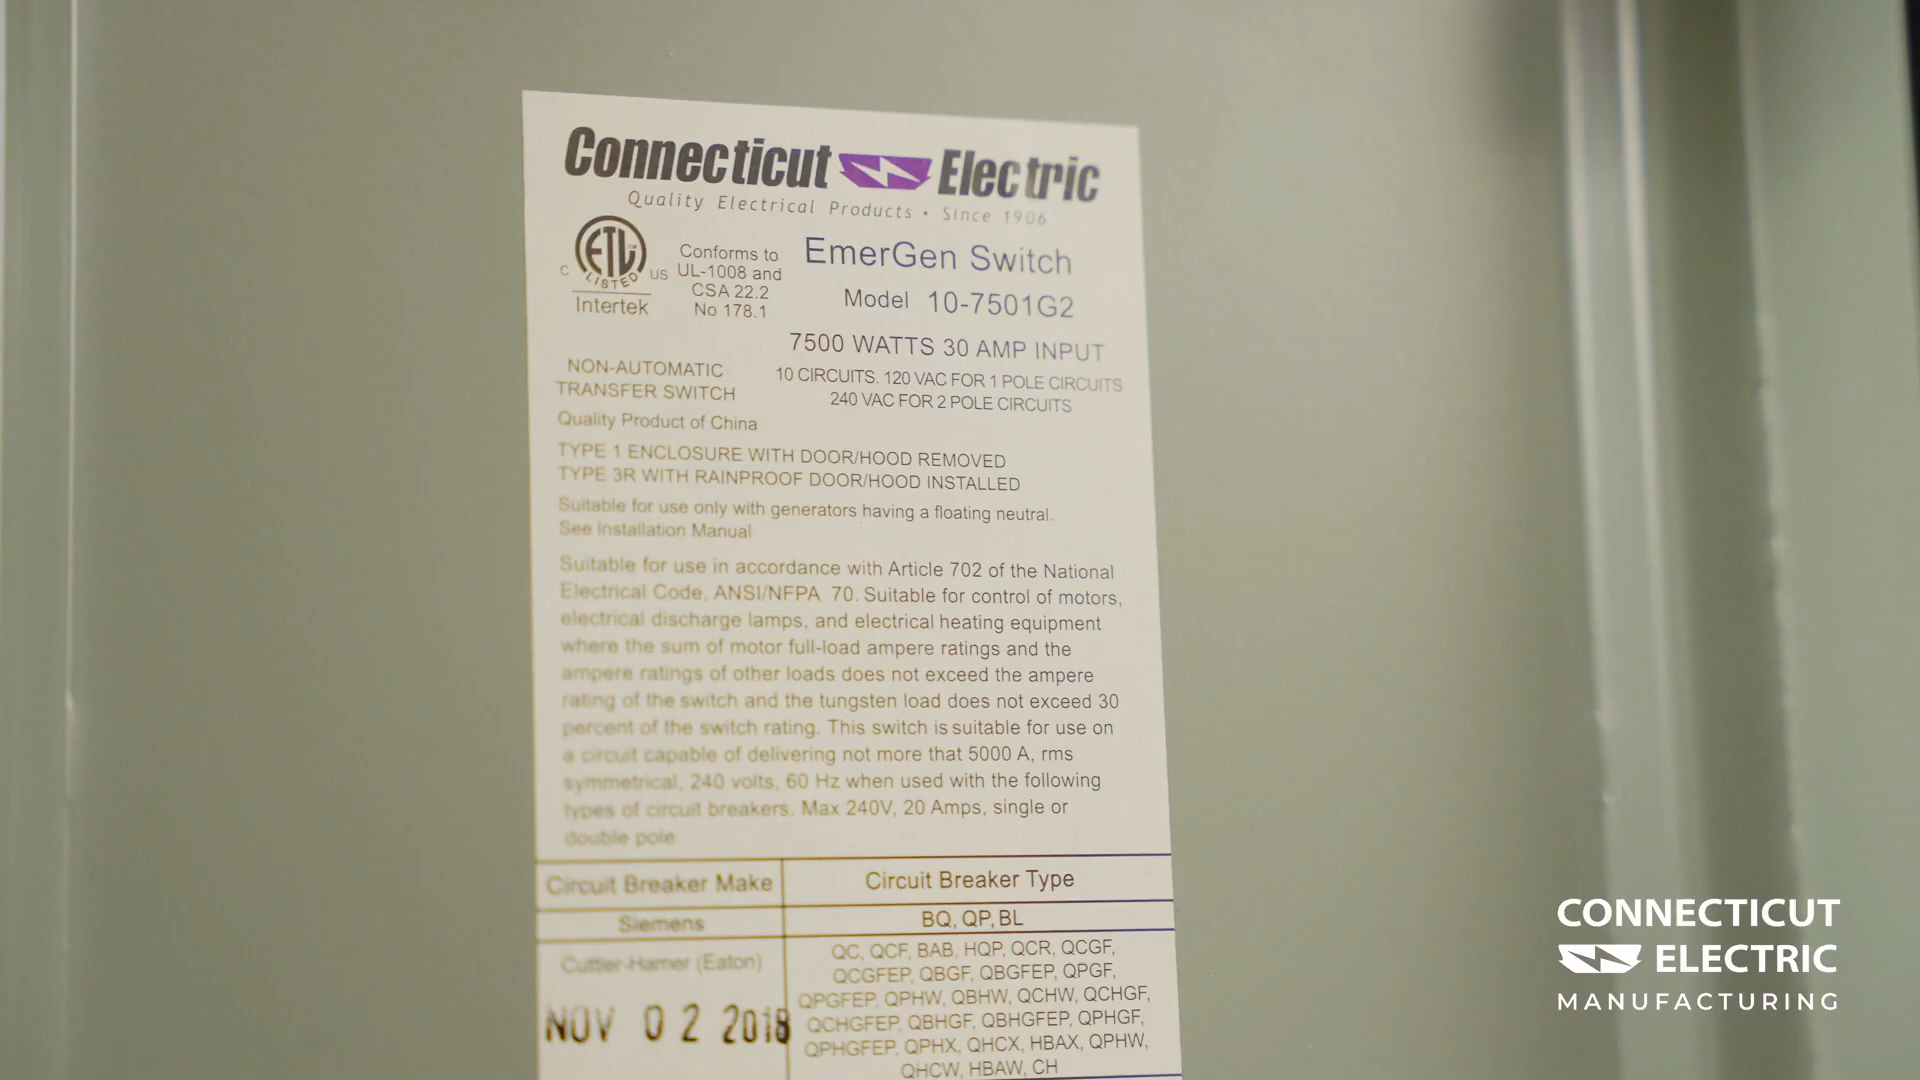 Connecticut Electric
Quality Electrical Products • Since 1906
ETL
LISTED
C US
Intertek
Conforms to
UL-1008 and
CSA 22.2
No 178.1
EmerGen Switch
Model 10-7501G2
7500 WATTS 30 AMP INPUT
10 CIRCUITS. 120 VAC FOR 1 POLE CIRCUITS
240 VAC FOR 2 POLE CIRCUITS
NON-AUTOMATIC
TRANSFER SWITCH
Quality Product of China
TYPE 1 ENCLOSURE WITH DOOR/HOOD REMOVED
TYPE 3R WITH RAINPROOF DOOR/HOOD INSTALLED
Suitable for use only with generators having a floating neutral.
See Installation Manual
Suitable for use in accordance with Article 702 of the National
Electrical Code, ANSI/NFPA 70. Suitable for control of motors,
electrical discharge lamps, and electrical heating equipment
where the sum of motor full-load ampere ratings and the
ampere ratings of other loads does not exceed the ampere
rating of the switch and the tungsten load does not exceed 30
percent of the switch rating. This switch is suitable for use on
a circuit capable of delivering not more that 5000 A, rms
symmetrical, 240 volts, 60 Hz when used with the following
types of circuit breakers. Max 240V, 20 Amps, single or
double pole.
Circuit Breaker Make Circuit Breaker Type
Siemens BQ, QP, BL
Cuttler-Hamer (Eaton)
QC, QCF, BAB, HQP, QCR, QCGF,
QCGFEP, QBGF, QBGFEP, QPGF,
QPGFEP, QPHW, QBHW, QCHW, QCHGF,
QCHGFEP, QBHGF, QBHGFEP, QPHGF,
QPHGFEP, QPHX, QHCX, HBAX, QPHW,
QHCW, HBAW, CH
NOV 02 2018
CONNECTICUT
ELECTRIC
MANUFACTURING